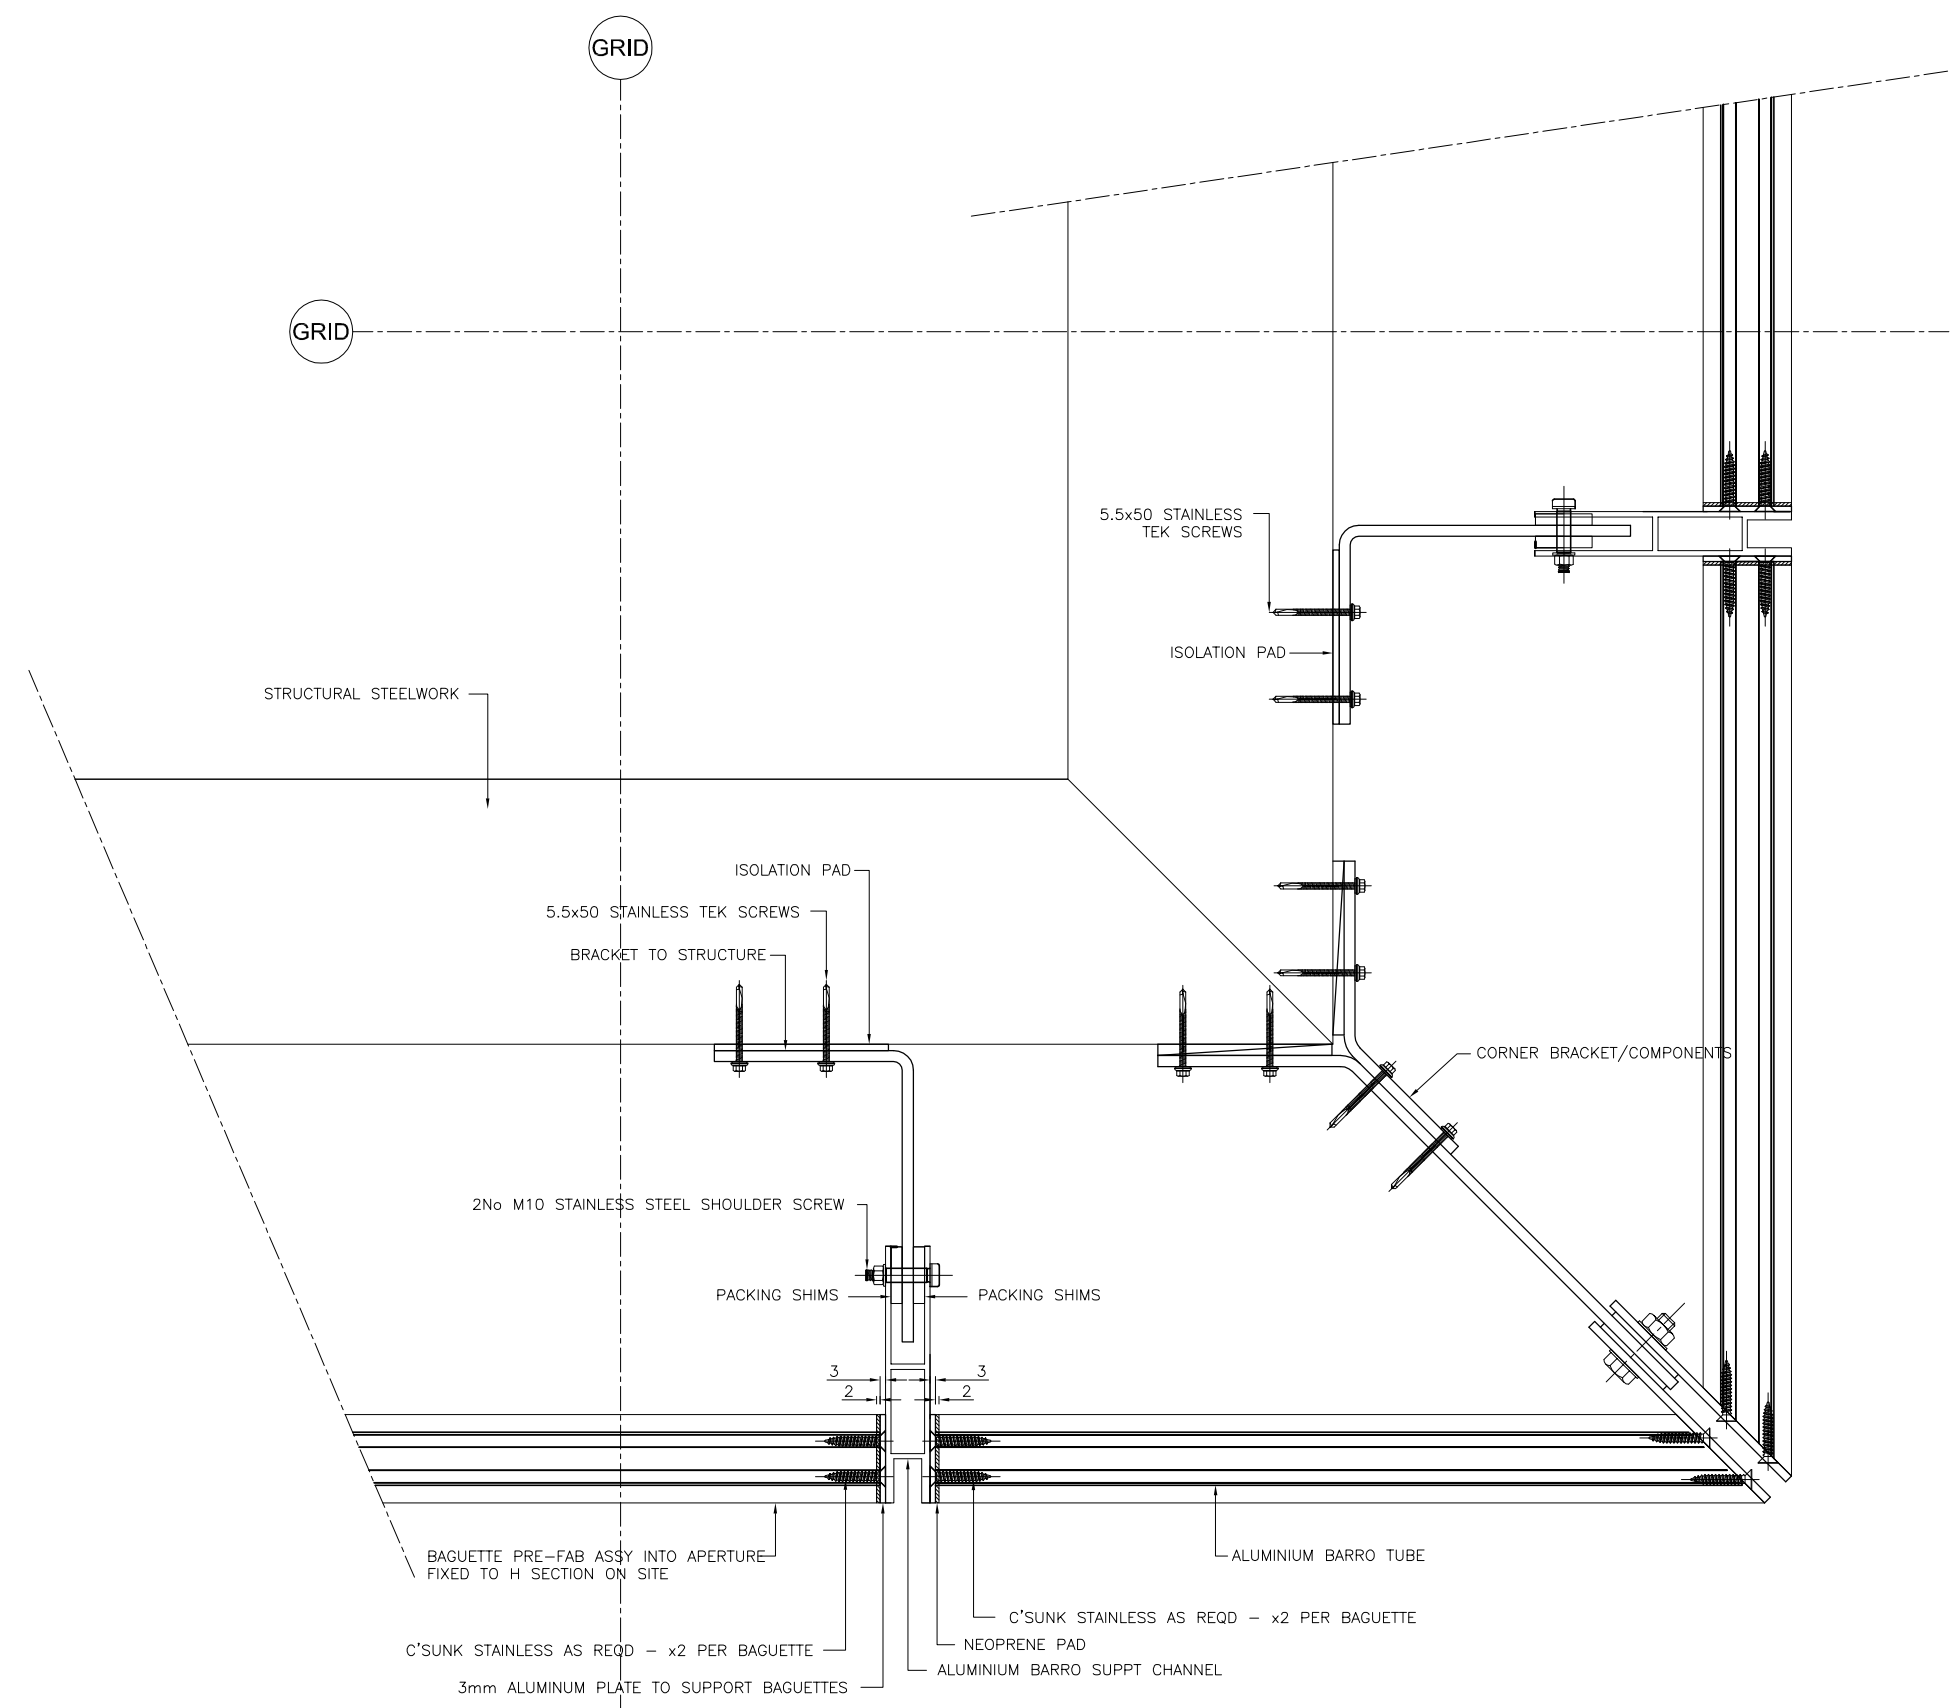 GRID
GRID
5.5x50 STAINLESS
TEK SCREWS
ISOLATION PAD
STRUCTURAL STEELWORK
ISOLATION PAD
5.5x50 STAINLESS TEK SCREWS
BRACKET TO STRUCTURE
CORNER BRACKET/COMPONENTS
2No M10 STAINLESS STEEL SHOULDER SCREW
PACKING SHIMS
PACKING SHIMS
3
3
2
2
BAGUETTE PRE-FAB ASSY INTO APERTURE
FIXED TO H SECTION ON SITE
ALUMINIUM BARRO TUBE
C'SUNK STAINLESS AS REQD - x2 PER BAGUETTE
NEOPRENE PAD
C'SUNK STAINLESS AS REQD - x2 PER BAGUETTE
ALUMINIUM BARRO SUPPT CHANNEL
3mm ALUMINUM PLATE TO SUPPORT BAGUETTES